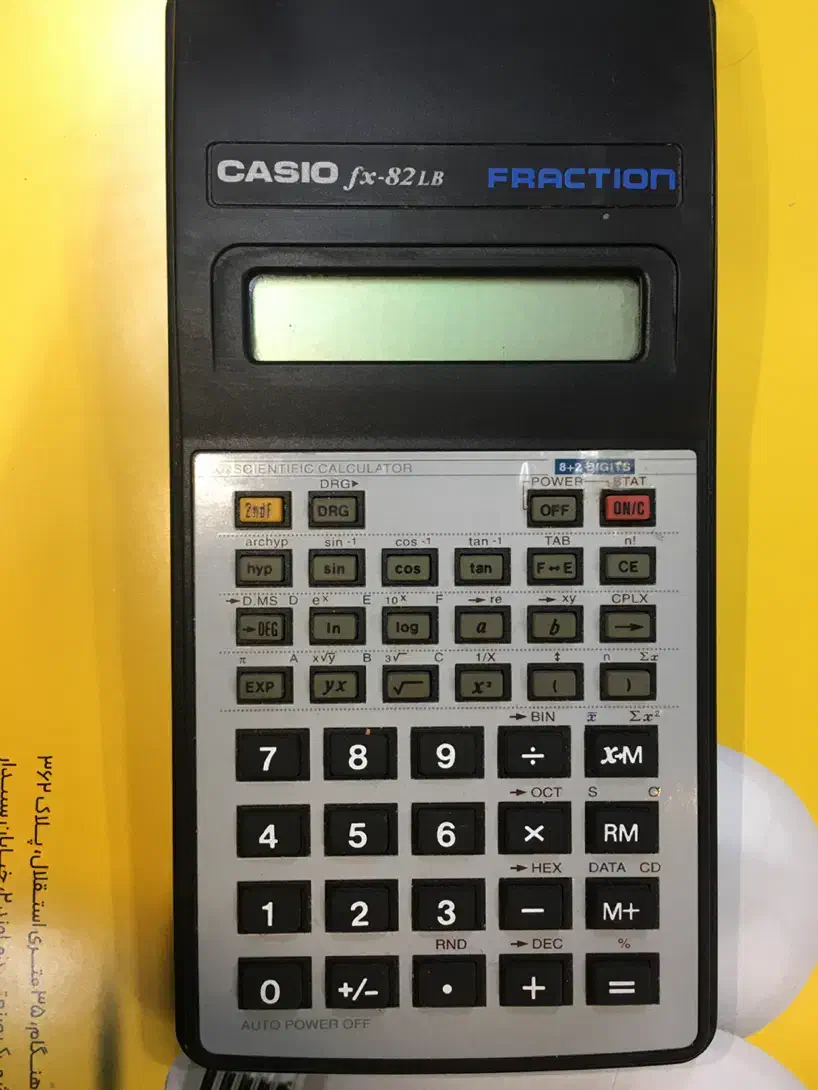 CASIO fx-82LB FRACTION
SCIENTIFIC CALCULATOR 8+2 DIGITS
DRG▸ POWER STAT
2ndF DRG OFF ON/C
archyp sin -1 cos -1 tan -1 TAB n!
hyp sin cos tan F↔E CE
→D.MS D eˣ E 10ˣ F →re →xy CPLX
→DEG ln log a b →
π A x√y B 3√ C 1/X ↕ n Σx
EXP yx √ x² ( )
→BIN x̄ Σx²
7 8 9 ÷ X→M
→OCT S
4 5 6 × RM
→HEX DATA CD
1 2 3 − M+
RND →DEC %
0 +/− • + =
AUTO POWER OFF
استقلال، پلاک ۳۶۲